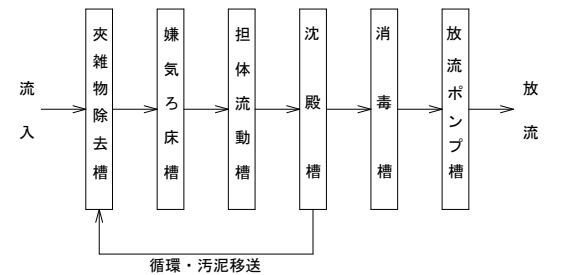 流入
夾雑物除去槽
嫌気ろ床槽
担体流動槽
沈殿槽
消毒槽
放流ポンプ槽
放流
循環・汚泥移送